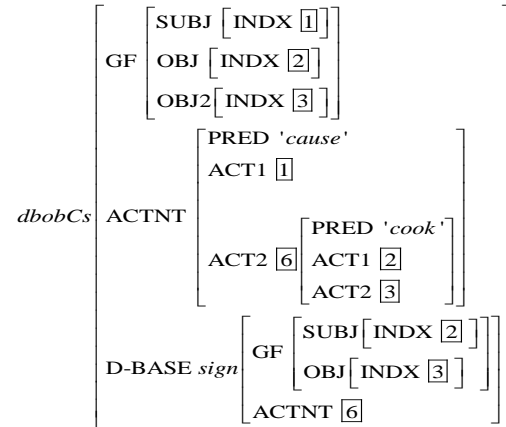 SUBJ [INDX 1]
GF OBJ [INDX 2]
OBJ2 [INDX 3]
PRED 'cause'
ACT1 1
dbobCs ACTNT
PRED 'cook'
ACT2 6 ACT1 2
ACT2 3
SUBJ [INDX 2]
D-BASE sign GF
OBJ [INDX 3]
ACTNT 6